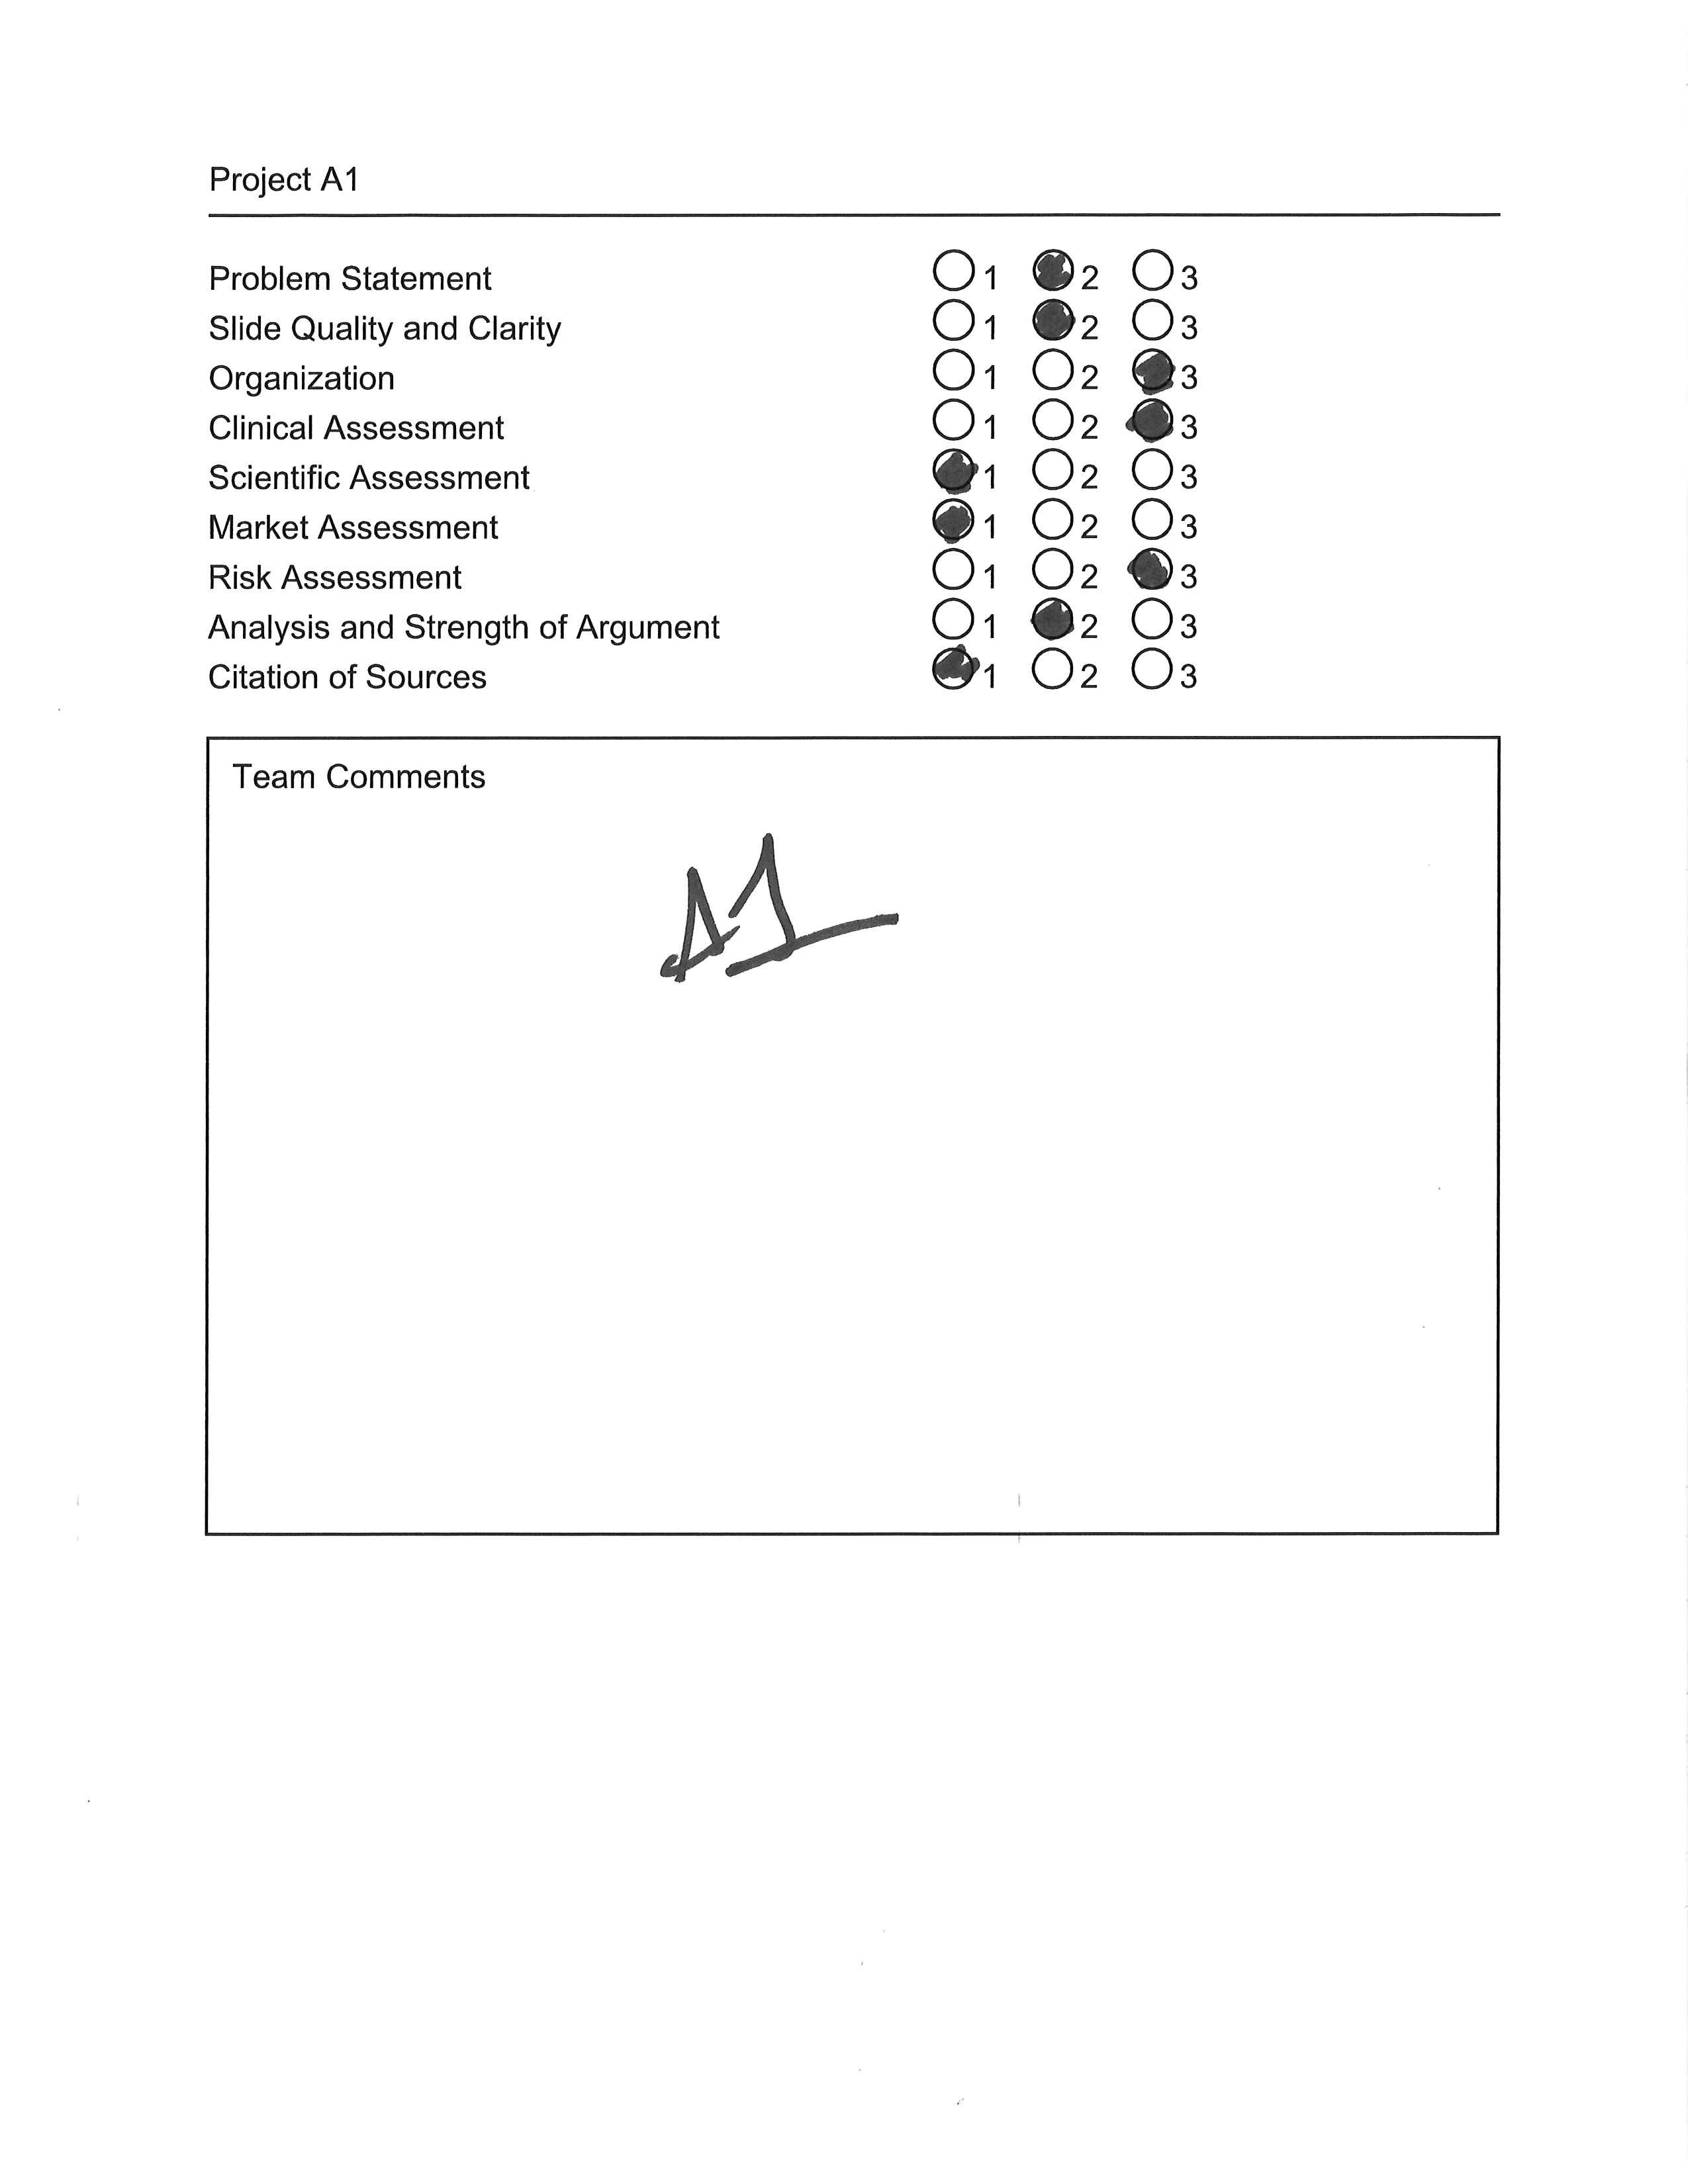 Project A1
Problem Statement 1 2 3
Slide Quality and Clarity 1 2 3
Organization 1 2 3
Clinical Assessment 1 2 3
Scientific Assessment 1 2 3
Market Assessment 1 2 3
Risk Assessment 1 2 3
Analysis and Strength of Argument 1 2 3
Citation of Sources 1 2 3
Team Comments
A1